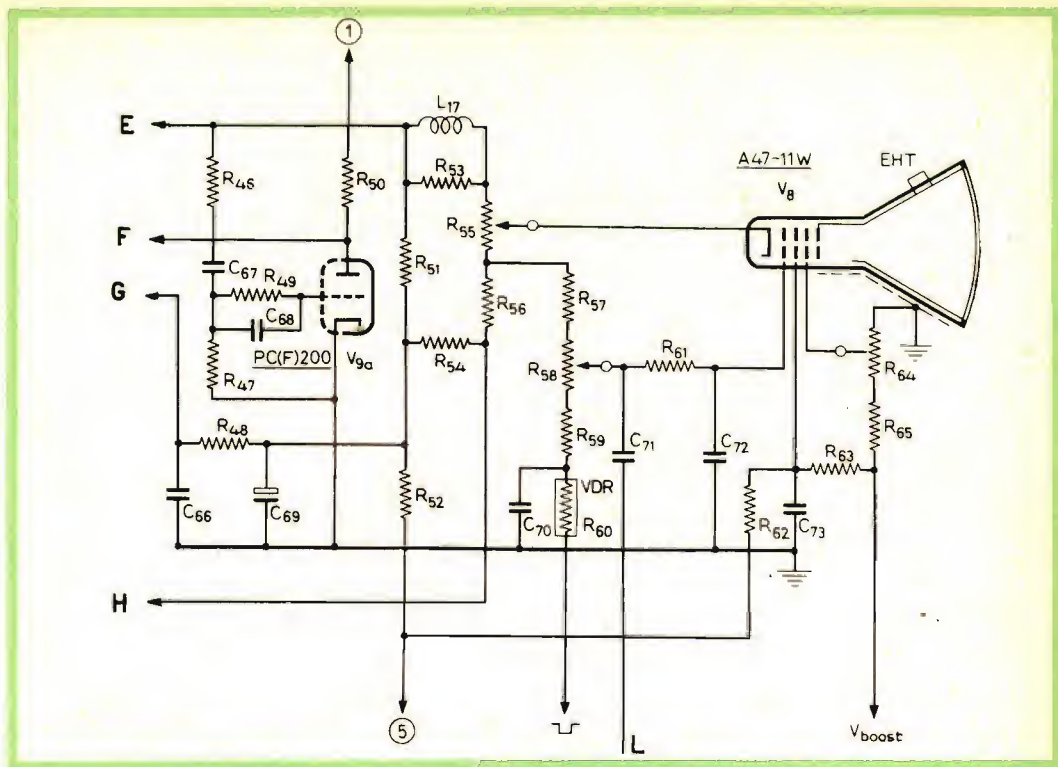 1
E
L17
R46
R50
R53
A47-11W
EHT
V8
R55
F
C67
R49
R51
G
R57
R56
C68
R61
R54
PC(F)200
V9a
R58
R47
R64
R48
R59
C71
C72
R63
R65
VDR
R52
C66
C69
C70
R60
R62
C73
H
5
L
Vboost